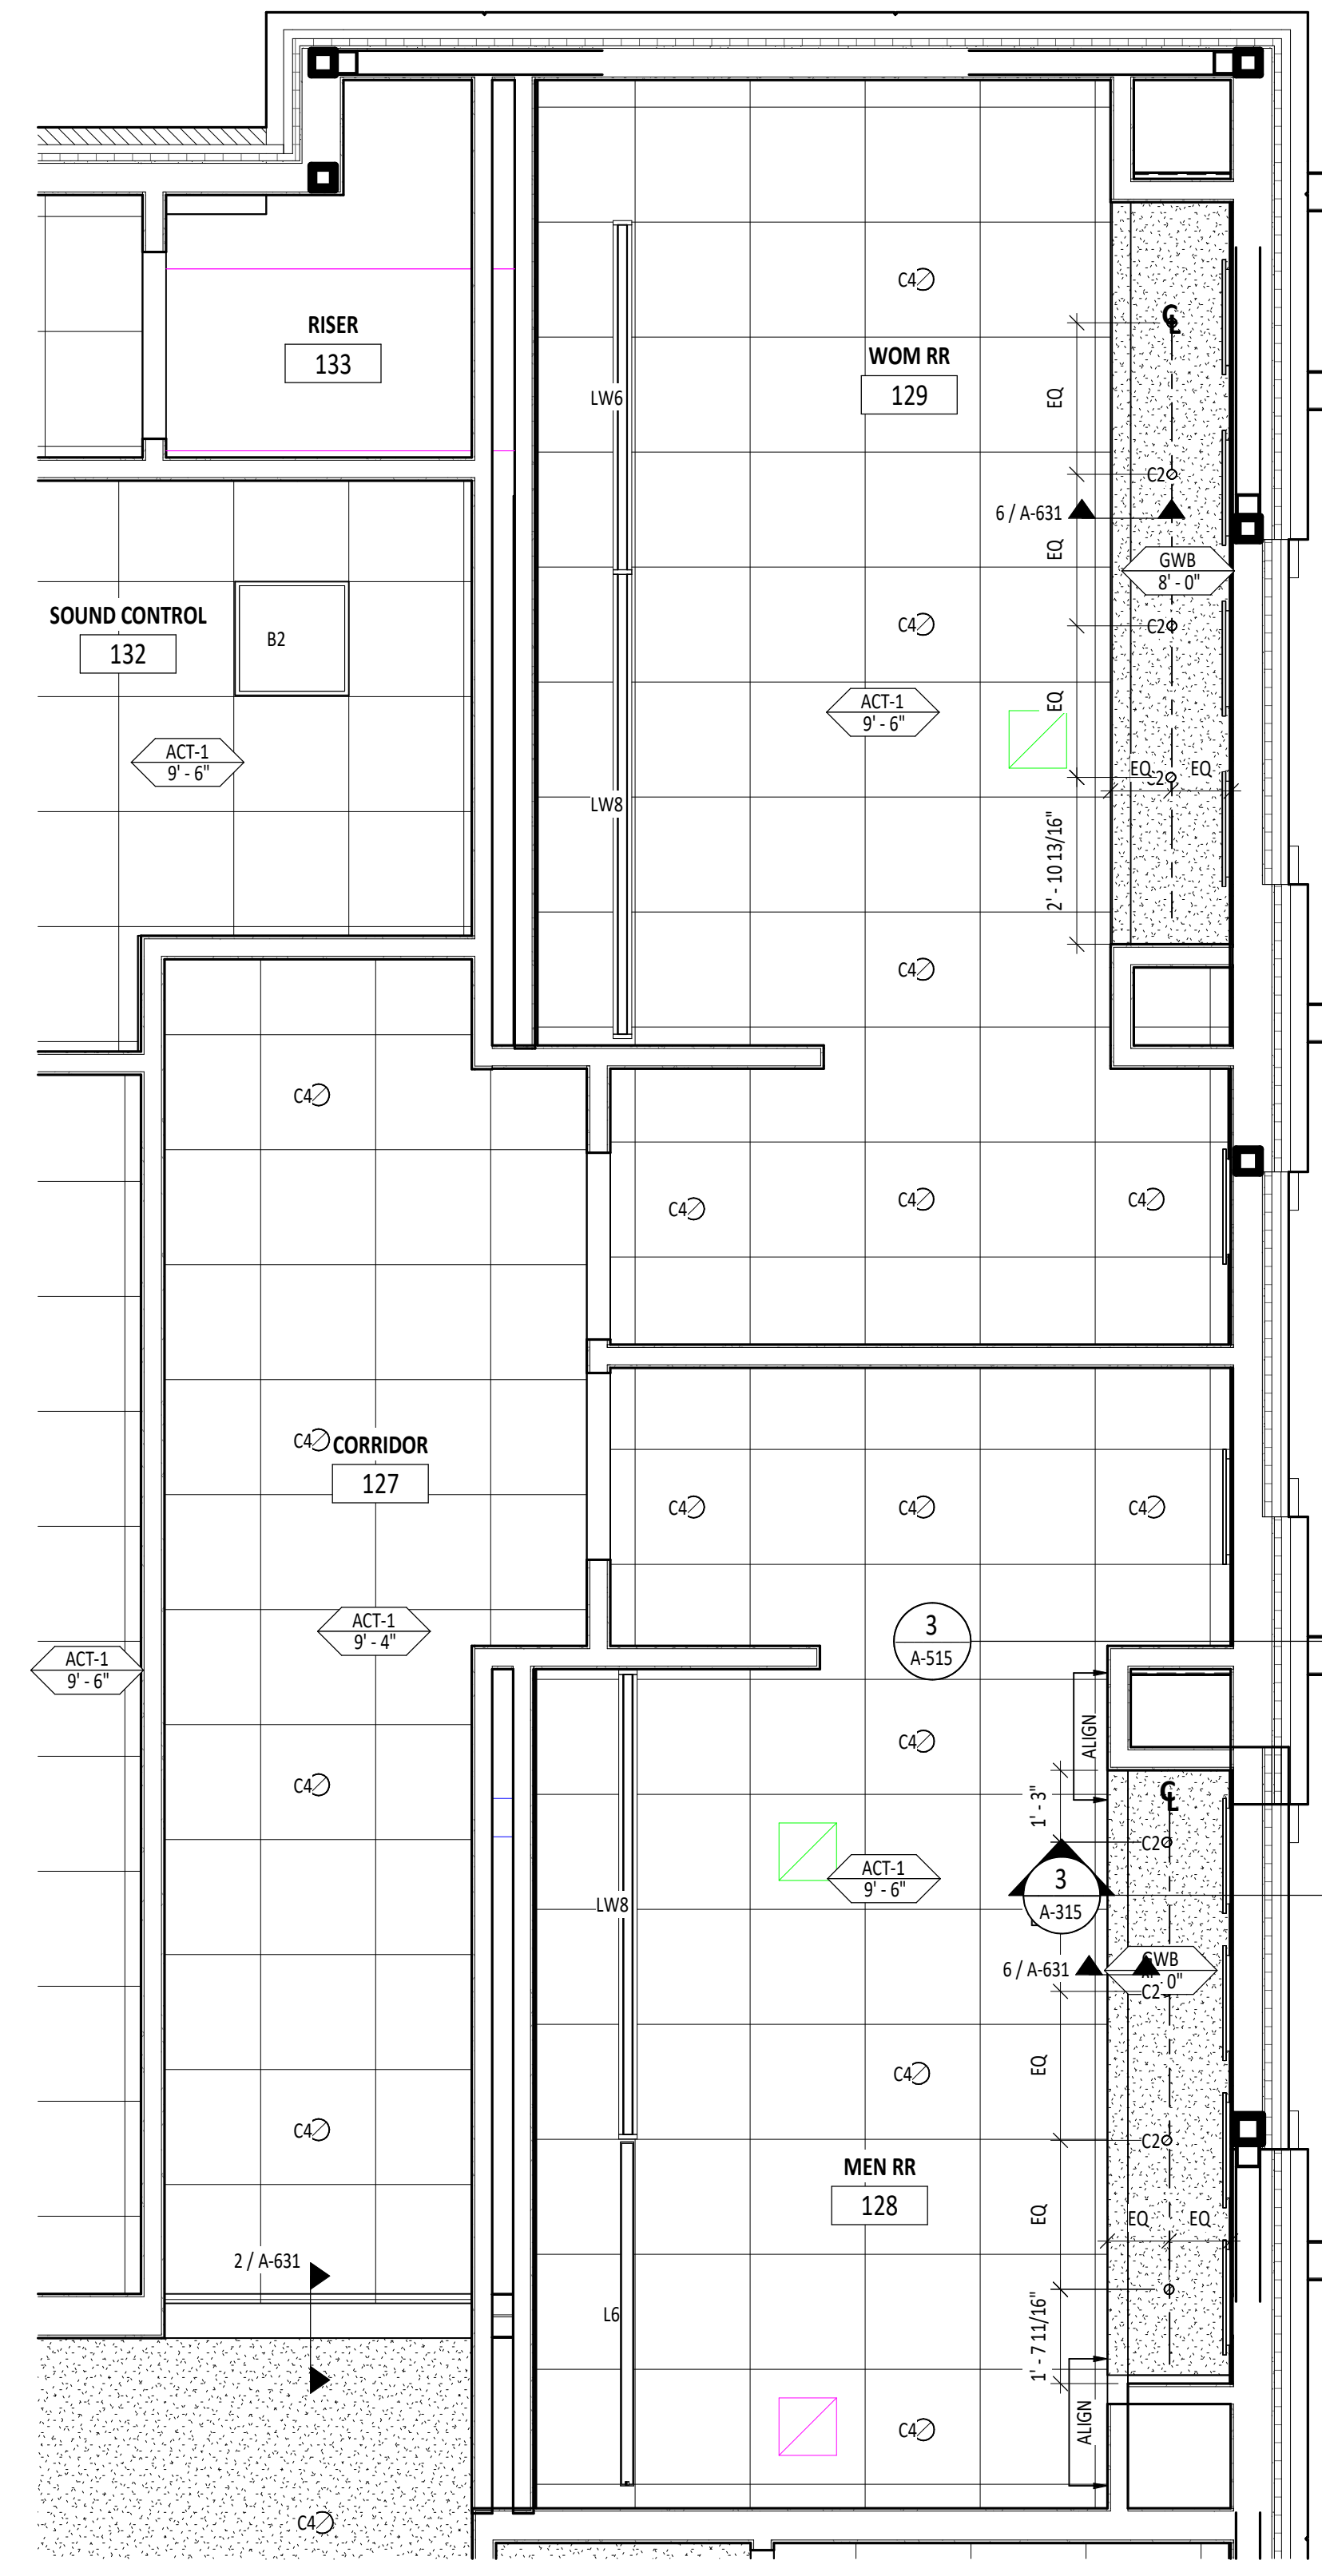 RISER
133
C4
WOM RR
129
℄
EQ
LW6
C2
6 / A-631
EQ
GWB
8' - 0"
SOUND CONTROL
132
B2
C4
C2
EQ
ACT-1
9' - 6"
ACT-1
9' - 6"
EQ
C2
EQ
LW8
2' - 10 13/16"
C4
C4
C4
C4
C4
C4
CORRIDOR
127
C4
C4
C4
ACT-1
9' - 4"
3
A-515
ACT-1
9' - 6"
ALIGN
C4
C4
℄
1' - 3"
C2
ACT-1
9' - 6"
3
A-315
LW8
6 / A-631
GWB
0"
C2
EQ
C4
C4
C2
MEN RR
128
EQ
EQ
EQ
2 / A-631
L6
1' - 7 11/16"
ALIGN
C4
C4